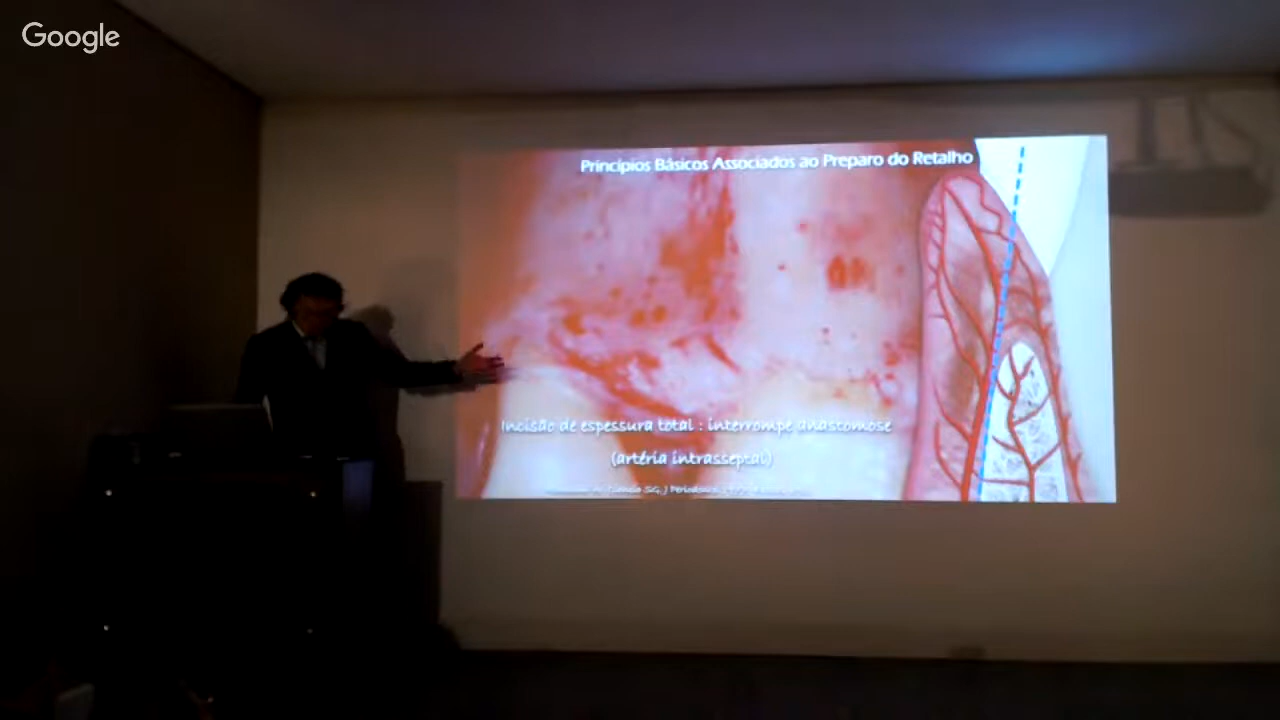 Google
Princípios Básicos Associados ao Preparo do Retalho
Incisão de espessura total : interrompe anastomose
(artéria intrasseptal)